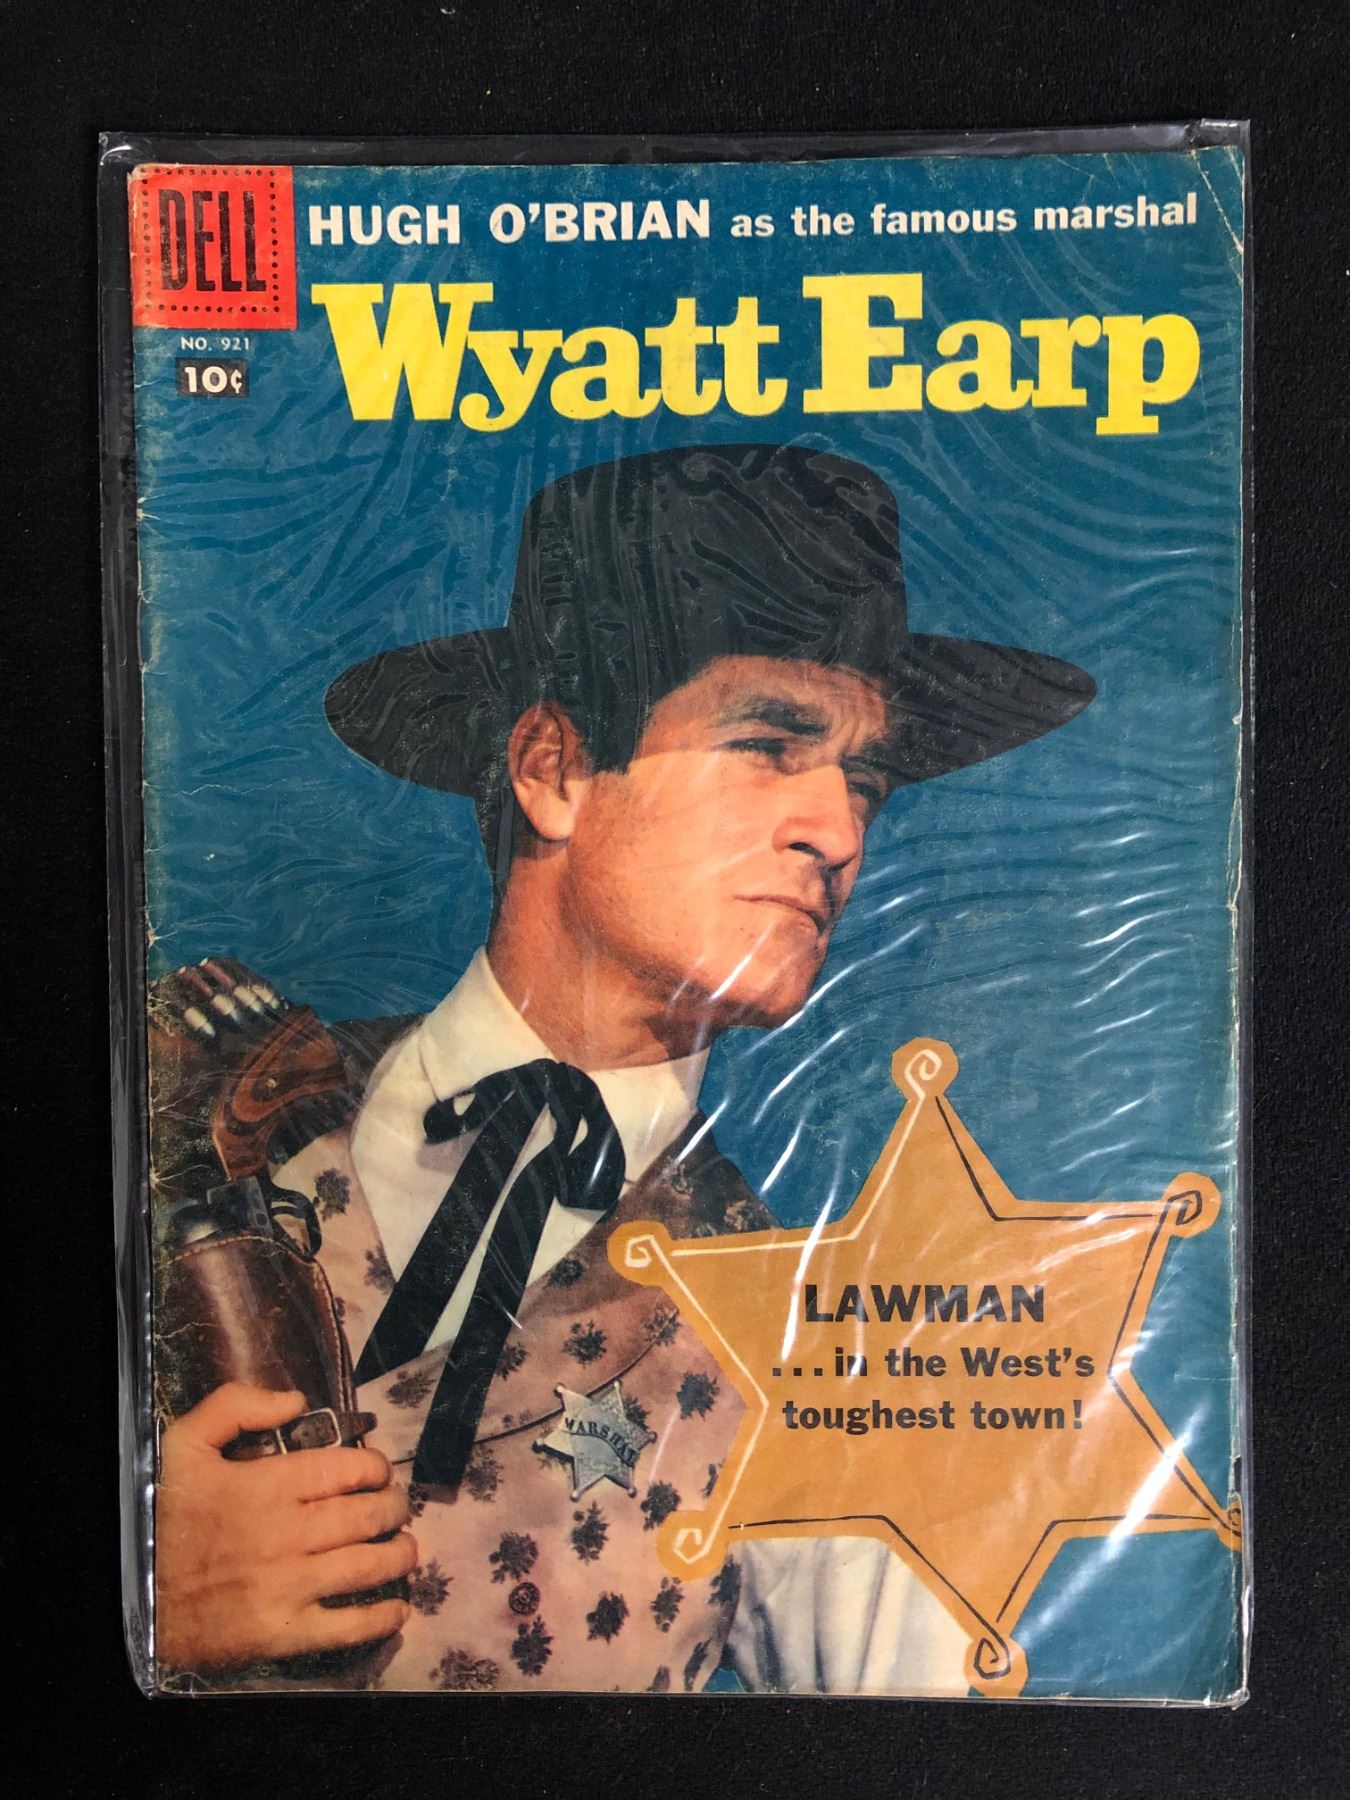 DELL
HUGH O'BRIAN as the famous marshal
Wyatt Earp
NO. 921
10¢
LAWMAN
...in the West's
toughest town!
MARSHAL